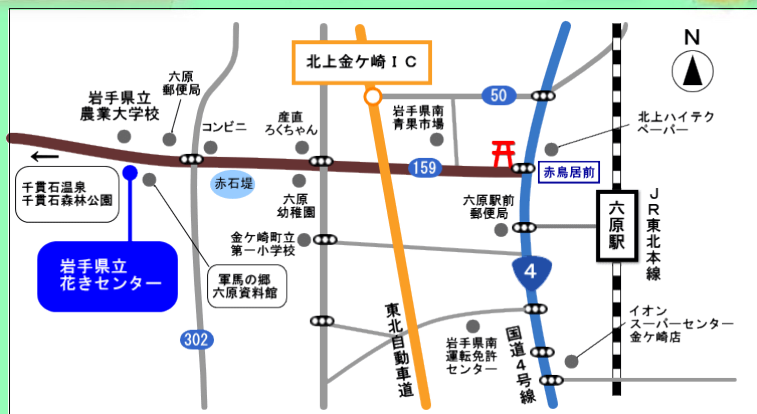 北上金ケ崎IC
N
六原
郵便局
50
岩手県立
農業大学校
産直
ろくちゃん
岩手県南
青果市場
北上ハイテク
ペーパー
コンビニ
←
159
赤鳥居前
千貫石温泉
千貫石森林公園
赤石堤
六原
幼稚園
六原駅前
郵便局
六原駅
JR東北本線
金ケ崎町立
第一小学校
岩手県立
花きセンター
軍馬の郷
六原資料館
4
302
東北自動車道
岩手県南
運転免許
センター
国道4号線
イオン
スーパーセンター
金ケ崎店